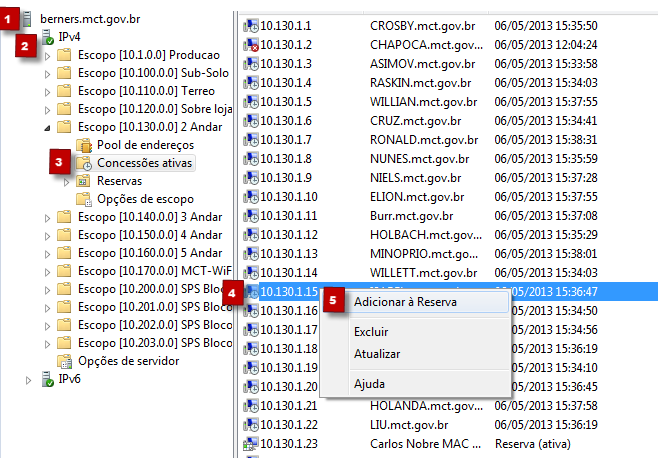 1 berners.mct.gov.br
2 IPv4
Escopo [10.1.0.0] Producao
Escopo [10.100.0.0] Sub-Solo
Escopo [10.110.0.0] Terreo
Escopo [10.120.0.0] Sobre loja
Escopo [10.130.0.0] 2 Andar
Pool de endereços
3 Concessões ativas
Reservas
Opções de escopo
Escopo [10.140.0.0] 3 Andar
Escopo [10.150.0.0] 4 Andar
Escopo [10.160.0.0] 5 Andar
Escopo [10.170.0.0] MCT-WiF
Escopo [10.200.0.0] SPS Bloco
Escopo [10.201.0.0] SPS Bloco
Escopo [10.202.0.0] SPS Bloco
Escopo [10.203.0.0] SPS Bloco
Opções de servidor
IPv6
10.130.1.1 CROSBY.mct.gov.br 06/05/2013 15:35:50
10.130.1.2 CHAPOCA.mct.gov... 06/05/2013 12:04:24
10.130.1.3 ASIMOV.mct.gov.br 06/05/2013 15:33:58
10.130.1.4 RASKIN.mct.gov.br 06/05/2013 15:34:03
10.130.1.5 WILLIAN.mct.gov.br 06/05/2013 15:37:55
10.130.1.6 CRUZ.mct.gov.br 06/05/2013 15:34:41
10.130.1.7 RONALD.mct.gov.br 06/05/2013 15:38:31
10.130.1.8 NUNES.mct.gov.br 06/05/2013 15:35:59
10.130.1.9 NIELS.mct.gov.br 06/05/2013 15:37:28
10.130.1.10 ELION.mct.gov.br 06/05/2013 15:37:55
10.130.1.11 Burr.mct.gov.br 06/05/2013 15:37:08
10.130.1.12 HOLBACH.mct.gov... 06/05/2013 15:35:29
10.130.1.13 MINOPRIO.mct.go... 06/05/2013 15:38:01
10.130.1.14 WILLETT.mct.gov.br 06/05/2013 15:34:03
4 10.130.1.15 06/05/2013 15:36:47
10.130.1.16 06/05/2013 15:34:50
10.130.1.17 06/05/2013 15:34:56
10.130.1.18 06/05/2013 15:36:19
10.130.1.19 06/05/2013 15:34:10
10.130.1.20 06/05/2013 15:36:45
10.130.1.21 HOLANDA.mct.gov... 06/05/2013 15:37:58
10.130.1.22 LIU.mct.gov.br 06/05/2013 15:36:19
10.130.1.23 Carlos Nobre MAC ... Reserva (ativa)
5 Adicionar à Reserva
Excluir
Atualizar
Ajuda